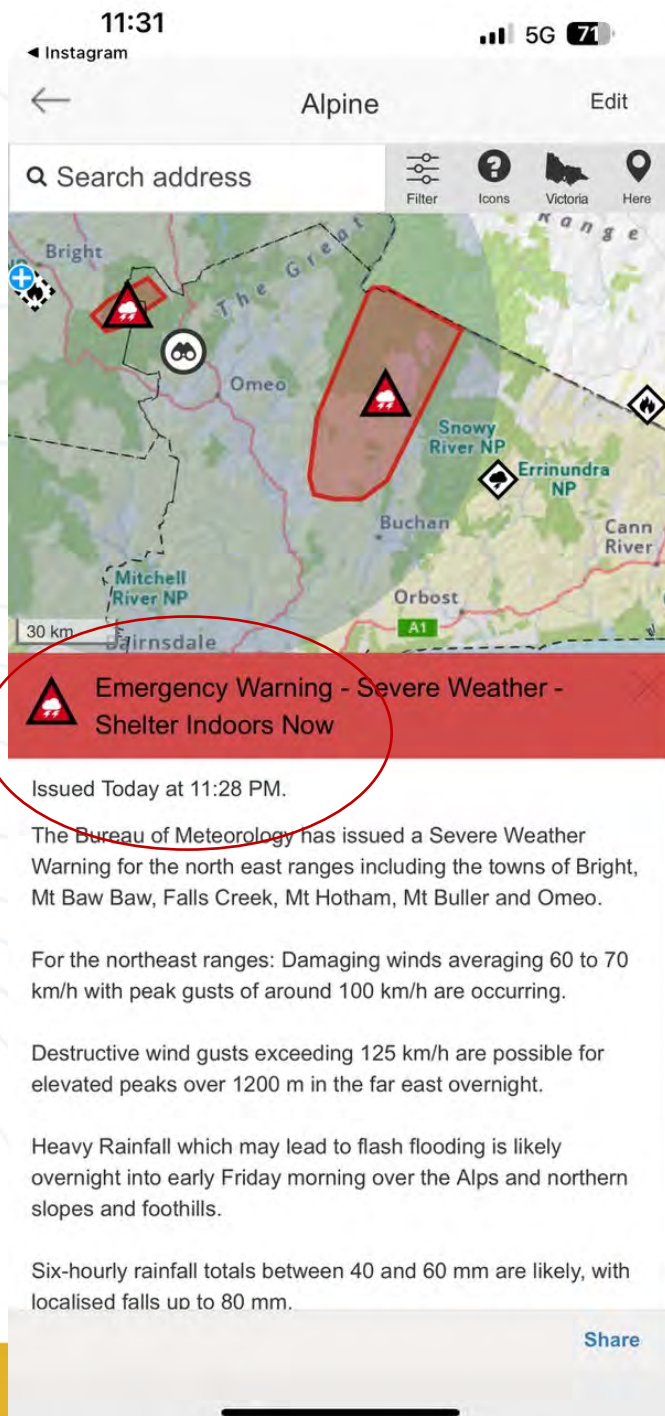 11:31
5G 71
◄ Instagram
Alpine
Edit
Search address
Filter
Icons
Victoria
Here
Range
Bright
The Great
Omeo
Snowy
River NP
Errinundra
NP
Buchan
Cann
River
Mitchell
River NP
Orbost
30 km
Bairnsdale
A1
Emergency Warning - Severe Weather -
Shelter Indoors Now
Issued Today at 11:28 PM.
The Bureau of Meteorology has issued a Severe Weather
Warning for the north east ranges including the towns of Bright,
Mt Baw Baw, Falls Creek, Mt Hotham, Mt Buller and Omeo.
For the northeast ranges: Damaging winds averaging 60 to 70
km/h with peak gusts of around 100 km/h are occurring.
Destructive wind gusts exceeding 125 km/h are possible for
elevated peaks over 1200 m in the far east overnight.
Heavy Rainfall which may lead to flash flooding is likely
overnight into early Friday morning over the Alps and northern
slopes and foothills.
Six-hourly rainfall totals between 40 and 60 mm are likely, with
localised falls up to 80 mm.
Share